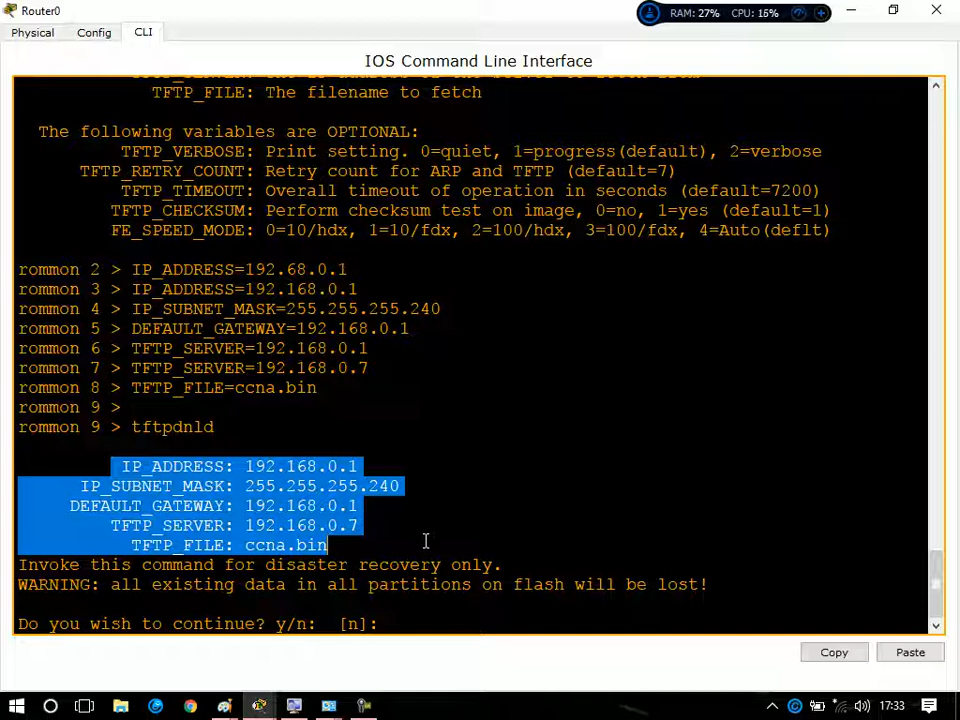 Router0
RAM: 27% CPU: 16%
Physical Config CLI
IOS Command Line Interface
TFTP_FILE: The filename to fetch
The following variables are OPTIONAL:
TFTP_VERBOSE: Print setting. 0=quiet, 1=progress(default), 2=verbose
TFTP_RETRY_COUNT: Retry count for ARP and TFTP (default=7)
TFTP_TIMEOUT: Overall timeout of operation in seconds (default=7200)
TFTP_CHECKSUM: Perform checksum test on image, 0=no, 1=yes (default=1)
FE_SPEED_MODE: 0=10/hdx, 1=10/fdx, 2=100/hdx, 3=100/fdx, 4=Auto(deflt)
rommon 2 > IP_ADDRESS=192.68.0.1
rommon 3 > IP_ADDRESS=192.168.0.1
rommon 4 > IP_SUBNET_MASK=255.255.255.240
rommon 5 > DEFAULT_GATEWAY=192.168.0.1
rommon 6 > TFTP_SERVER=192.168.0.1
rommon 7 > TFTP_SERVER=192.168.0.7
rommon 8 > TFTP_FILE=ccna.bin
rommon 9 >
rommon 9 > tftpdnld
IP_ADDRESS: 192.168.0.1
IP_SUBNET_MASK: 255.255.255.240
DEFAULT_GATEWAY: 192.168.0.1
TFTP_SERVER: 192.168.0.7
TFTP_FILE: ccna.bin
Invoke this command for disaster recovery only.
WARNING: all existing data in all partitions on flash will be lost!
Do you wish to continue? y/n: [n]:
Copy Paste
17:33